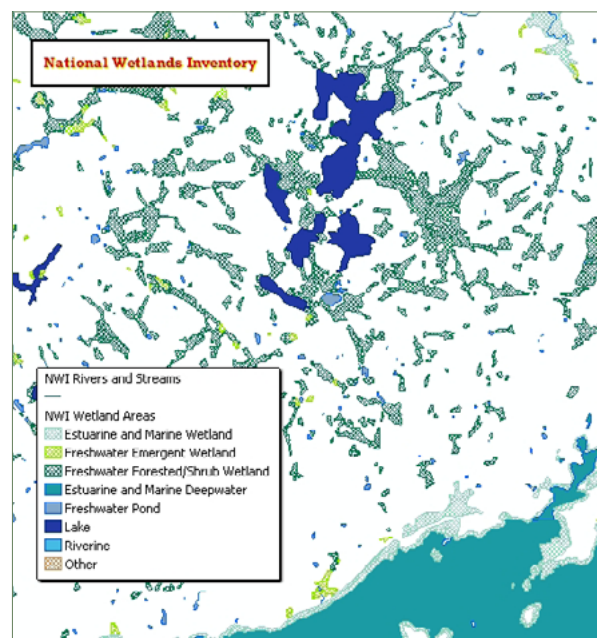 National Wetlands Inventory
NWI Rivers and Streams
NWI Wetland Areas
Estuarine and Marine Wetland
Freshwater Emergent Wetland
Freshwater Forested/Shrub Wetland
Estuarine and Marine Deepwater
Freshwater Pond
Lake
Riverine
Other